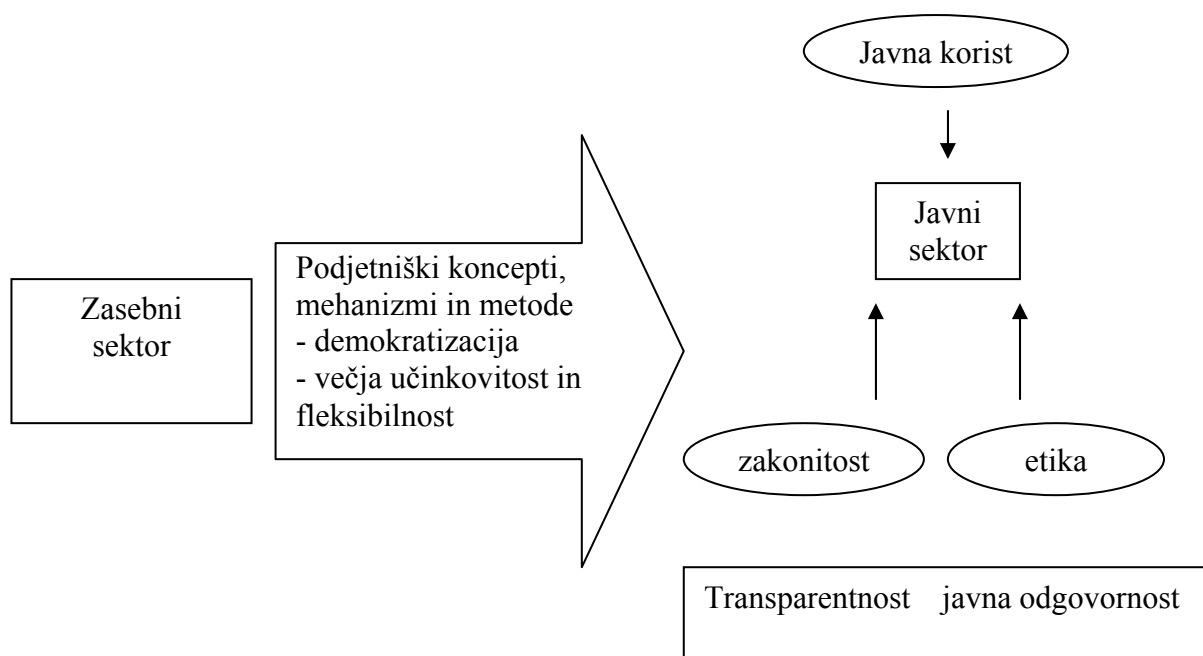 Javna korist
Javni
sektor
Zasebni
sektor
Podjetniški koncepti,
mehanizmi in metode
- demokratizacija
- večja učinkovitost in
fleksibilnost
zakonitost
etika
Transparentnost javna odgovornost